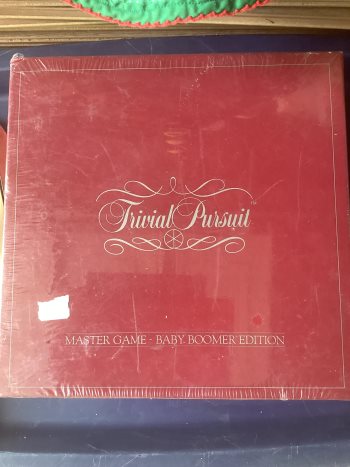 Trivial Pursuit
MASTER GAME - BABY BOOMER EDITION